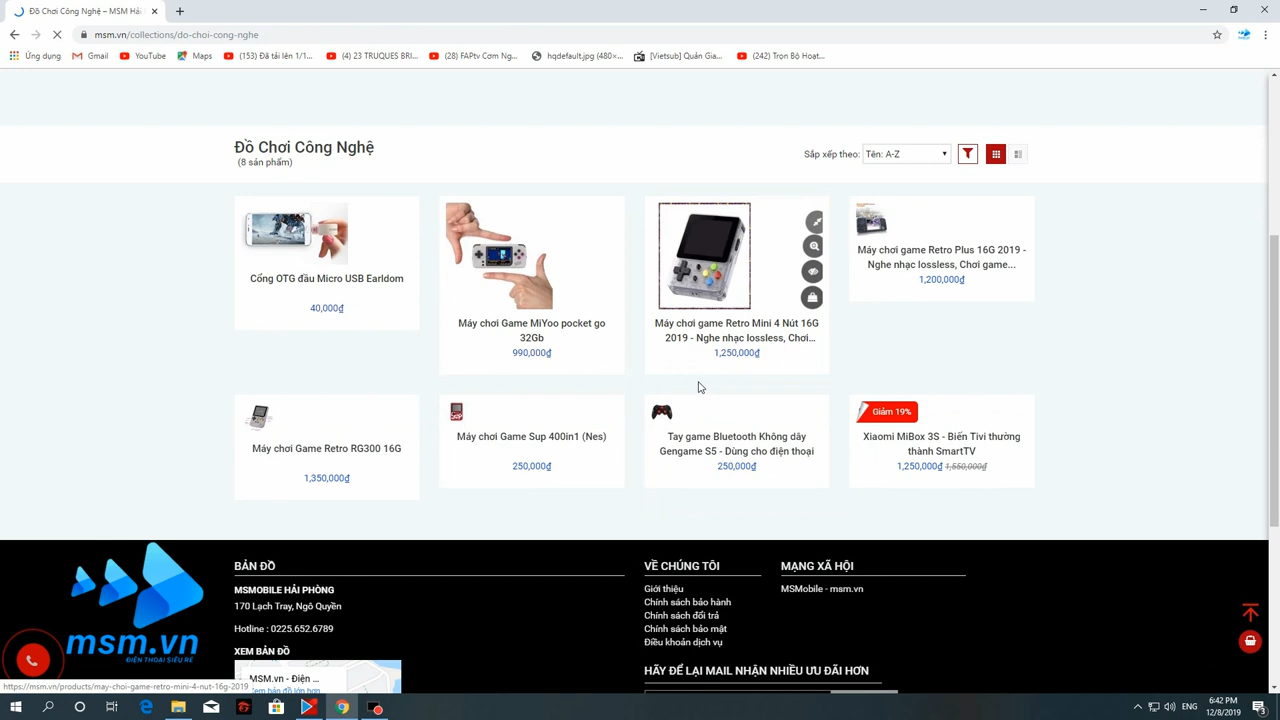 Đồ Chơi Công Nghệ – MSM Hải
msm.vn/collections/do-choi-cong-nghe
Ứng dụng
Gmail
YouTube
Maps
(153) Đã tải lên 1/1...
(4) 23 TRUQUES BRI...
(28) FAPtv Cơm Ng...
hqdefault.jpg (480×...
[Vietsub] Quán Gia...
(242) Trọn Bộ Hoạt...
Đồ Chơi Công Nghệ
(8 sản phẩm)
Sắp xếp theo:
Tên: A-Z
Cổng OTG đầu Micro USB Earldom
40,000₫
Máy chơi Game MiYoo pocket go
32Gb
990,000₫
Máy chơi game Retro Mini 4 Nút 16G
2019 - Nghe nhạc lossless, Chơi...
1,250,000₫
Máy chơi game Retro Plus 16G 2019 -
Nghe nhạc lossless, Chơi game...
1,200,000₫
Máy chơi Game Retro RG300 16G
1,350,000₫
Máy chơi Game Sup 400in1 (Nes)
250,000₫
Tay game Bluetooth Không dây
Gengame S5 - Dùng cho điện thoại
250,000₫
Giảm 19%
Xiaomi MiBox 3S - Biến Tivi thường
thành SmartTV
1,250,000₫ 1,550,000₫
msm.vn
ĐIỆN THOẠI SIÊU RẺ
BẢN ĐỒ
MSMOBILE HẢI PHÒNG
170 Lạch Tray, Ngô Quyền
Hotline : 0225.652.6789
XEM BẢN ĐỒ
MSM.vn - Điện ...
Xem bản đồ lớn hơn
VỀ CHÚNG TÔI
Giới thiệu
Chính sách bảo hành
Chính sách đổi trả
Chính sách bảo mật
Điều khoản dịch vụ
MẠNG XÃ HỘI
MSMobile - msm.vn
HÃY ĐỂ LẠI MAIL NHẬN NHIỀU ƯU ĐÃI HƠN
https://msm.vn/products/may-choi-game-retro-mini-4-nut-16g-2019
ENG
6:42 PM
12/8/2019
3